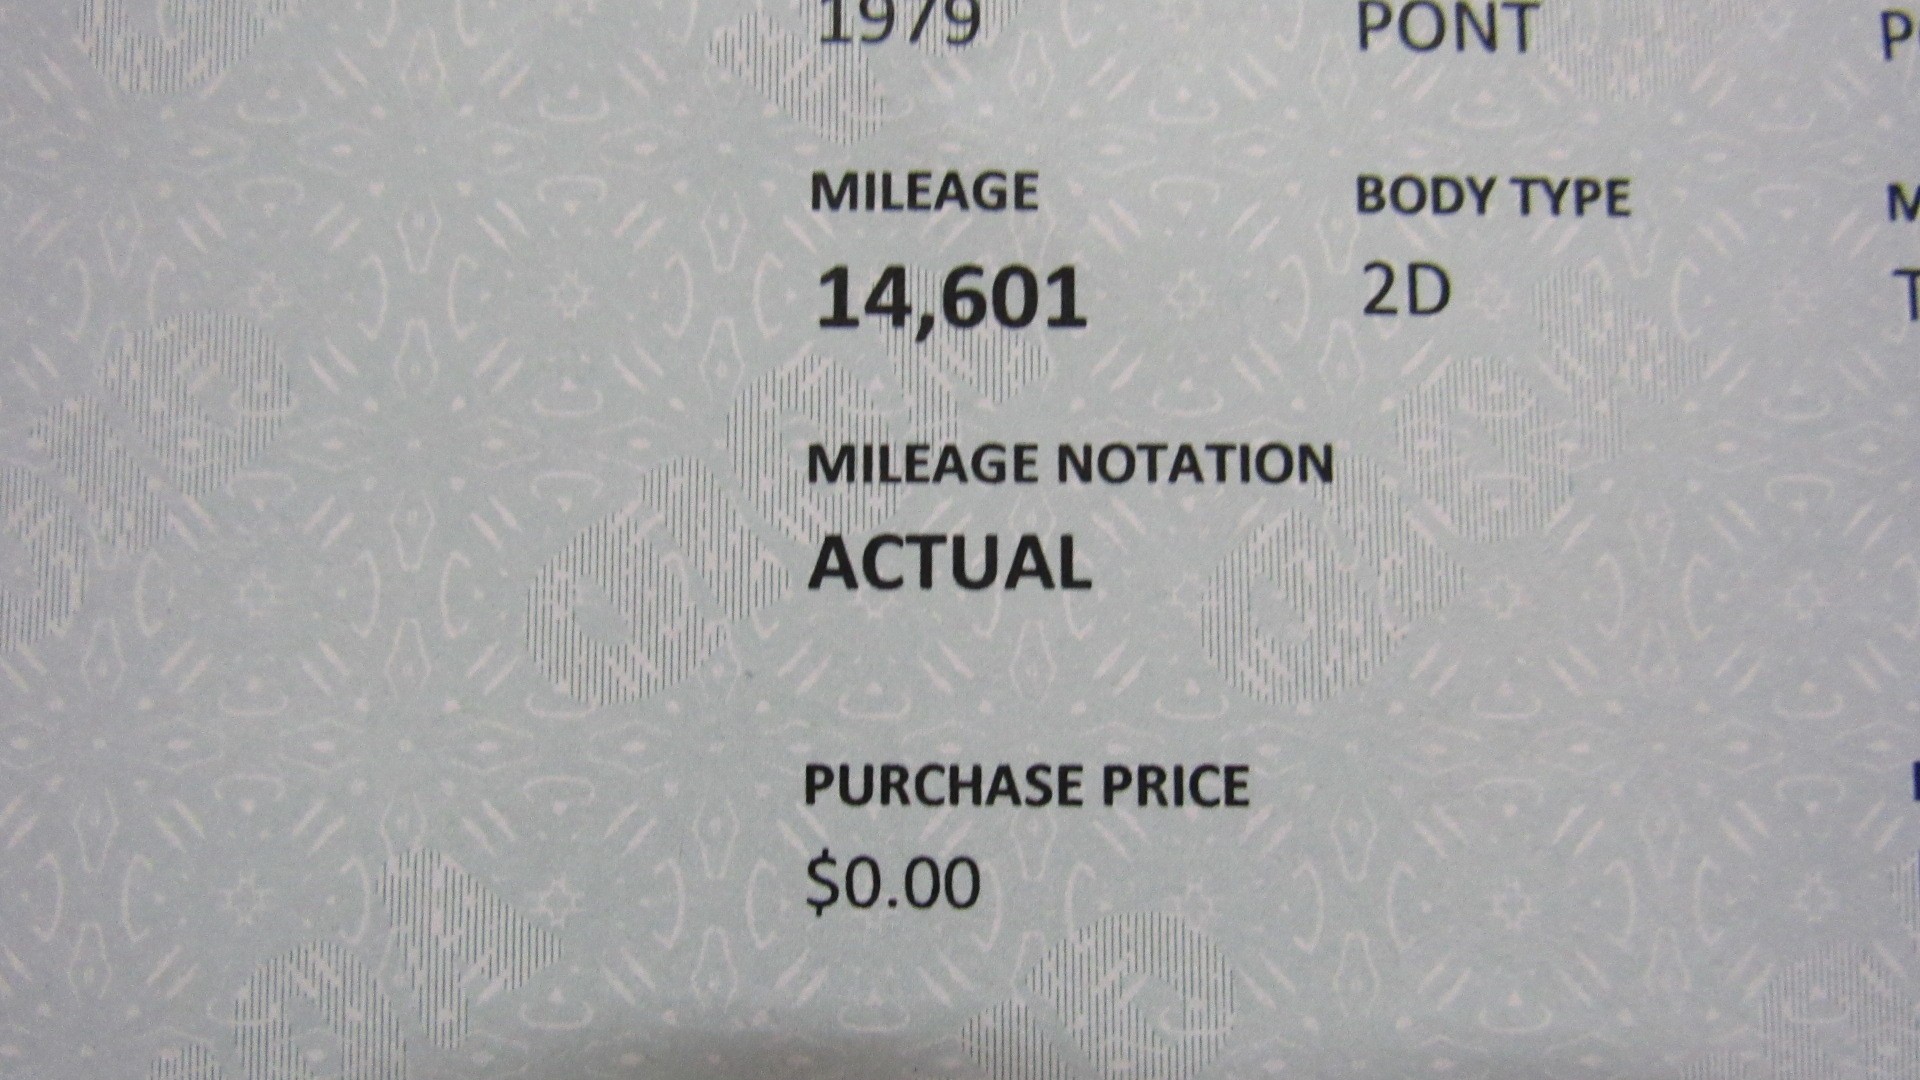 1979 PONT
MILEAGE BODY TYPE
14,601 2D
MILEAGE NOTATION
ACTUAL
PURCHASE PRICE
$0.00